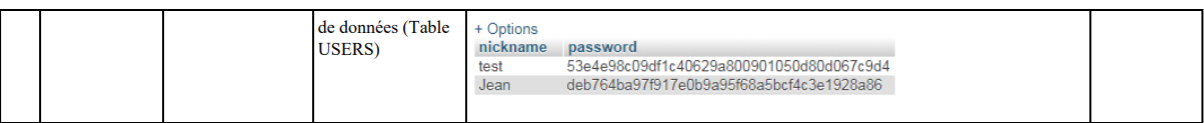 de données (Table
USERS)
+ Options
nickname password
test 53e4e98c09df1c40629a800901050d80d067c9d4
Jean deb764ba97f917e0b9a95f68a5bcf4c3e1928a86